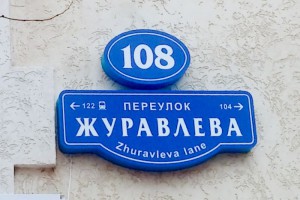 108
←122 104→
ПЕРЕУЛОК
ЖУРАВЛЕВА
Zhuravleva lane